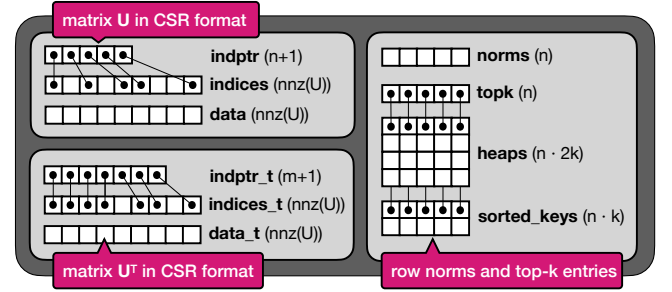 matrix U in CSR format
indptr (n+1)
indices (nnz(U))
data (nnz(U))
indptr_t (m+1)
indices_t (nnz(U))
data_t (nnz(U))
matrix Uᵀ in CSR format
norms (n)
topk (n)
heaps (n · 2k)
sorted_keys (n · k)
row norms and top-k entries